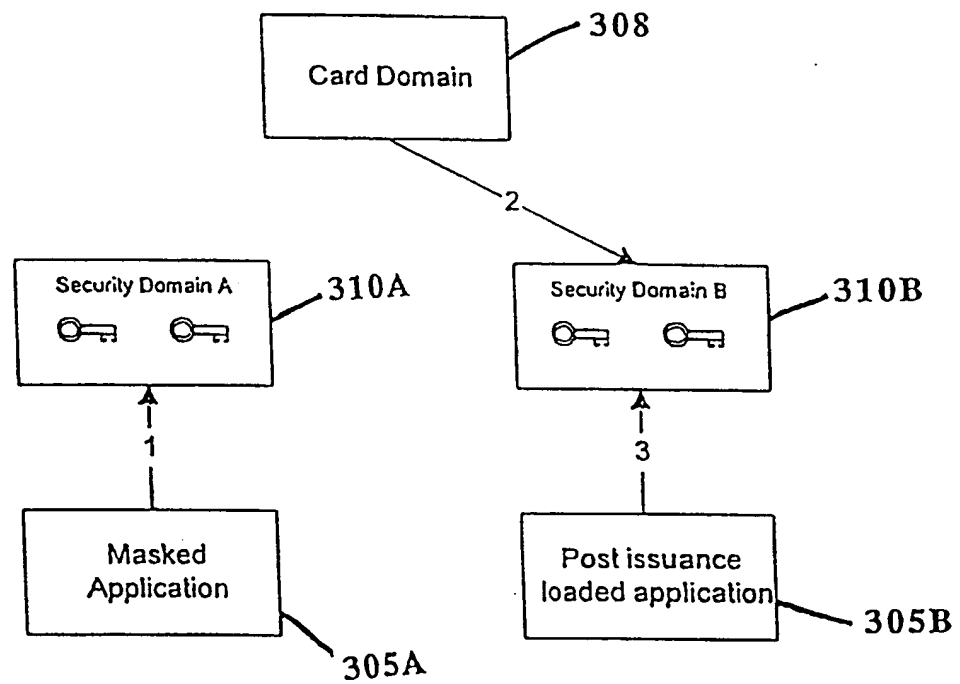 308
Card Domain
2
Security Domain A
310A
Security Domain B
310B
1
3
Masked
Application
305A
Post issuance
loaded application
305B